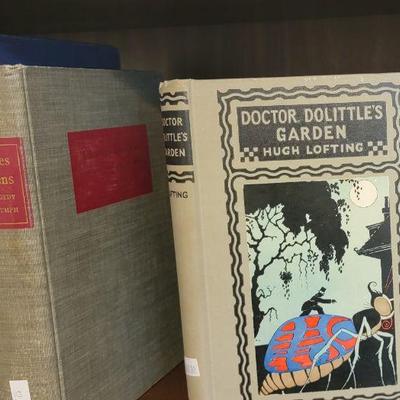 DOCTOR
DOLITTLE'S
GARDEN
LOFTING
DOCTOR DOLITTLE'S
GARDEN
HUGH LOFTING